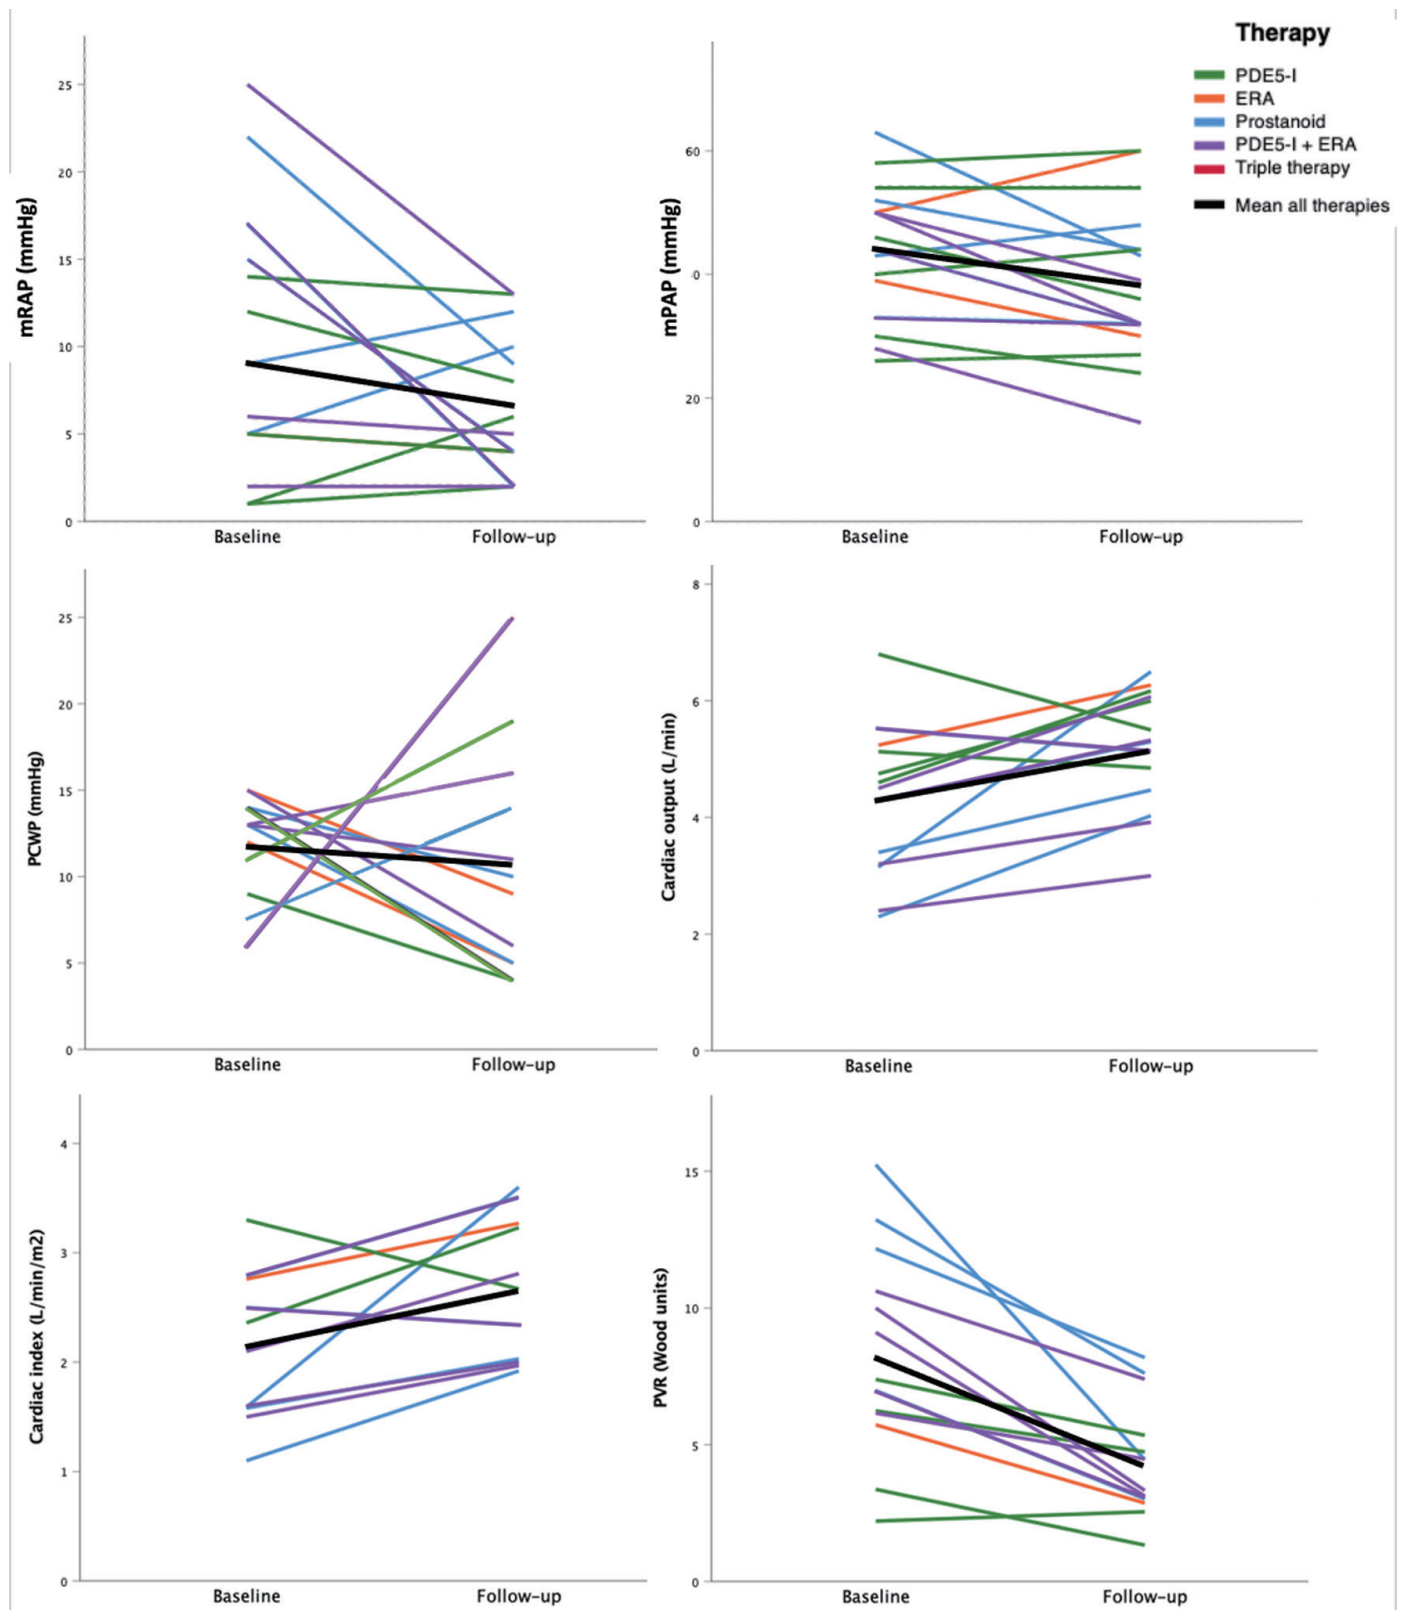 Therapy
PDE5-I
ERA
Prostanoid
PDE5-I + ERA
Triple therapy
Mean all therapies
mRAP (mmHg)
25
20
15
10
5
0
Baseline Follow-up
mPAP (mmHg)
60
0
20
0
Baseline Follow-up
PCWP (mmHg)
25
20
15
10
5
0
Baseline Follow-up
Cardiac output (L/min)
8
6
4
2
0
Baseline Follow-up
Cardiac index (L/min/m2)
4
3
2
1
0
Baseline Follow-up
PVR (Wood units)
15
10
5
0
Baseline Follow-up